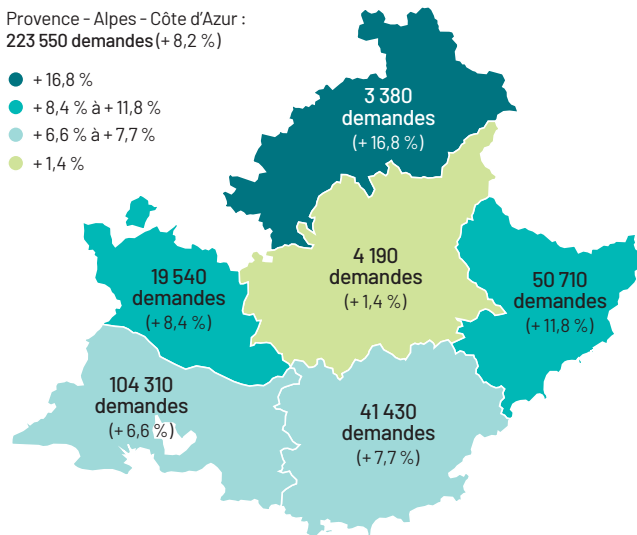 Provence - Alpes - Côte d'Azur :
223 550 demandes (+ 8,2 %)
+ 16,8 %
+ 8,4 % à + 11,8 %
+ 6,6 % à + 7,7 %
+ 1,4 %
3 380
demandes
(+ 16,8 %)
4 190
demandes
(+ 1,4 %)
19 540
demandes
(+ 8,4 %)
50 710
demandes
(+ 11,8 %)
104 310
demandes
(+ 6,6 %)
41 430
demandes
(+ 7,7 %)